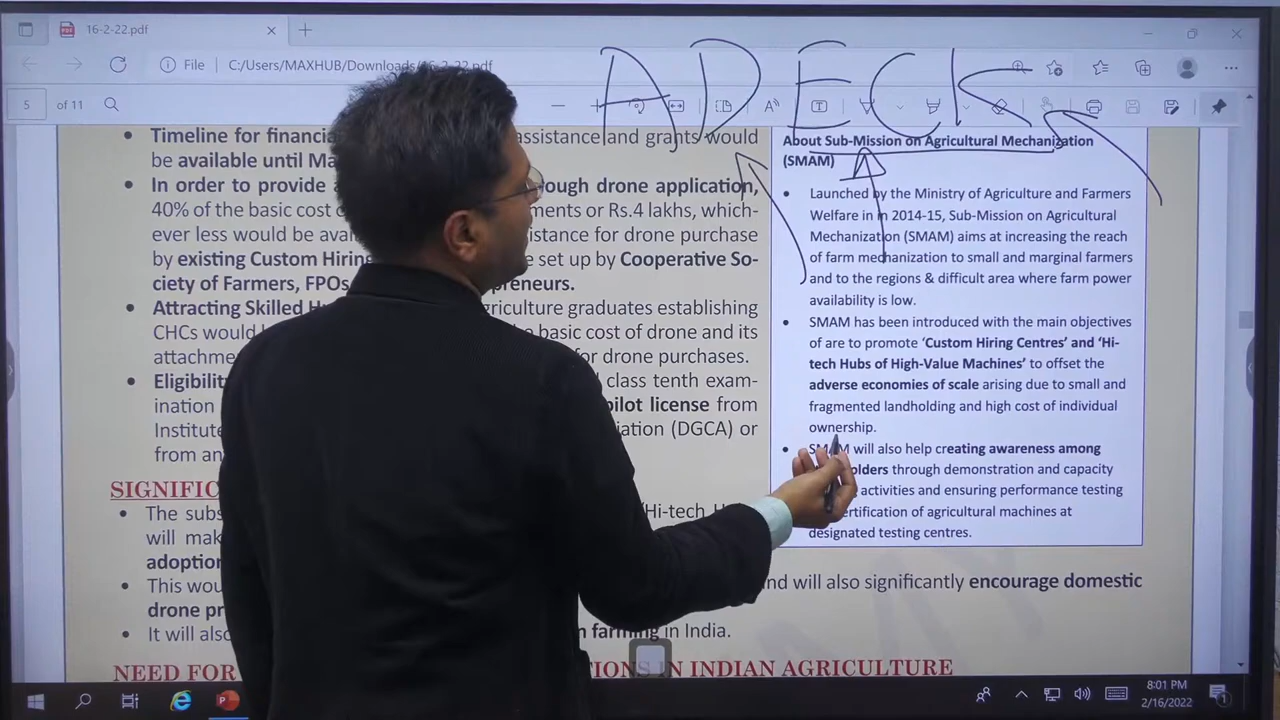 16-2-22.pdf
File C:/Users/MAXHUB/Downloads/16-2-22.pdf
ADECK
5 of 11
Timeline for financial assistance and grants would
be available until Ma
In order to provide a ough drone application,
40% of the basic cost o ments or Rs.4 lakhs, which-
ever less would be avai istance for drone purchase
by existing Custom Hiring e set up by Cooperative So-
ciety of Farmers, FPOs preneurs.
Attracting Skilled H griculture graduates establishing
CHCs would basic cost of drone and its
attachme for drone purchases.
Eligibilit class tenth exam-
ination pilot license from
Institute iation (DGCA) or
from an
SIGNIFIC
The subs Hi-tech H
will mak
adoption
This wou nd will also significantly encourage domestic
drone pr
It will also n farming in India.
NEED FOR TIONS IN INDIAN AGRICULTURE
About Sub-Mission on Agricultural Mechanization
(SMAM)
Launched by the Ministry of Agriculture and Farmers
Welfare in in 2014-15, Sub-Mission on Agricultural
Mechanization (SMAM) aims at increasing the reach
of farm mechanization to small and marginal farmers
and to the regions & difficult area where farm power
availability is low.
SMAM has been introduced with the main objectives
of are to promote ‘Custom Hiring Centres’ and ‘Hi-
tech Hubs of High-Value Machines’ to offset the
adverse economies of scale arising due to small and
fragmented landholding and high cost of individual
ownership.
SMAM will also help creating awareness among
holders through demonstration and capacity
activities and ensuring performance testing
ertification of agricultural machines at
designated testing centres.
8:01 PM
2/16/2022